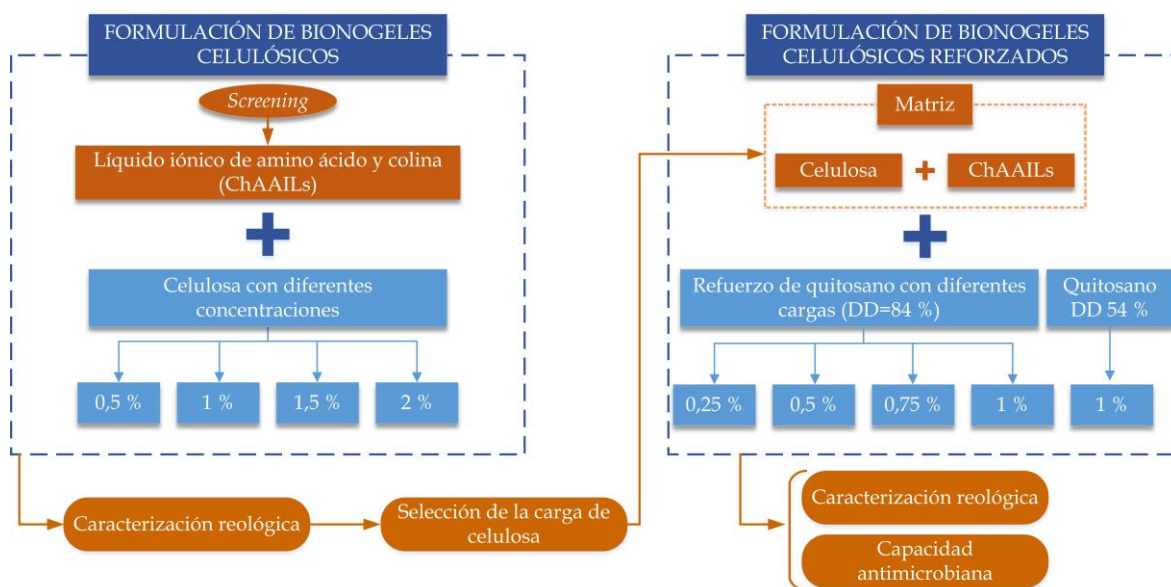 FORMULACIÓN DE BIONOGELES
CELULÓSICOS
Screening
Líquido iónico de amino ácido y colina
(ChAAILs)
Celulosa con diferentes
concentraciones
0,5 %
1 %
1,5 %
2 %
Caracterización reológica
Selección de la carga de
celulosa
FORMULACIÓN DE BIONOGELES
CELULÓSICOS REFORZADOS
Matriz
Celulosa
+
ChAAILs
Refuerzo de quitosano con diferentes
cargas (DD=84 %)
Quitosano
DD 54 %
0,25 %
0,5 %
0,75 %
1 %
1 %
Caracterización reológica
Capacidad
antimicrobiana